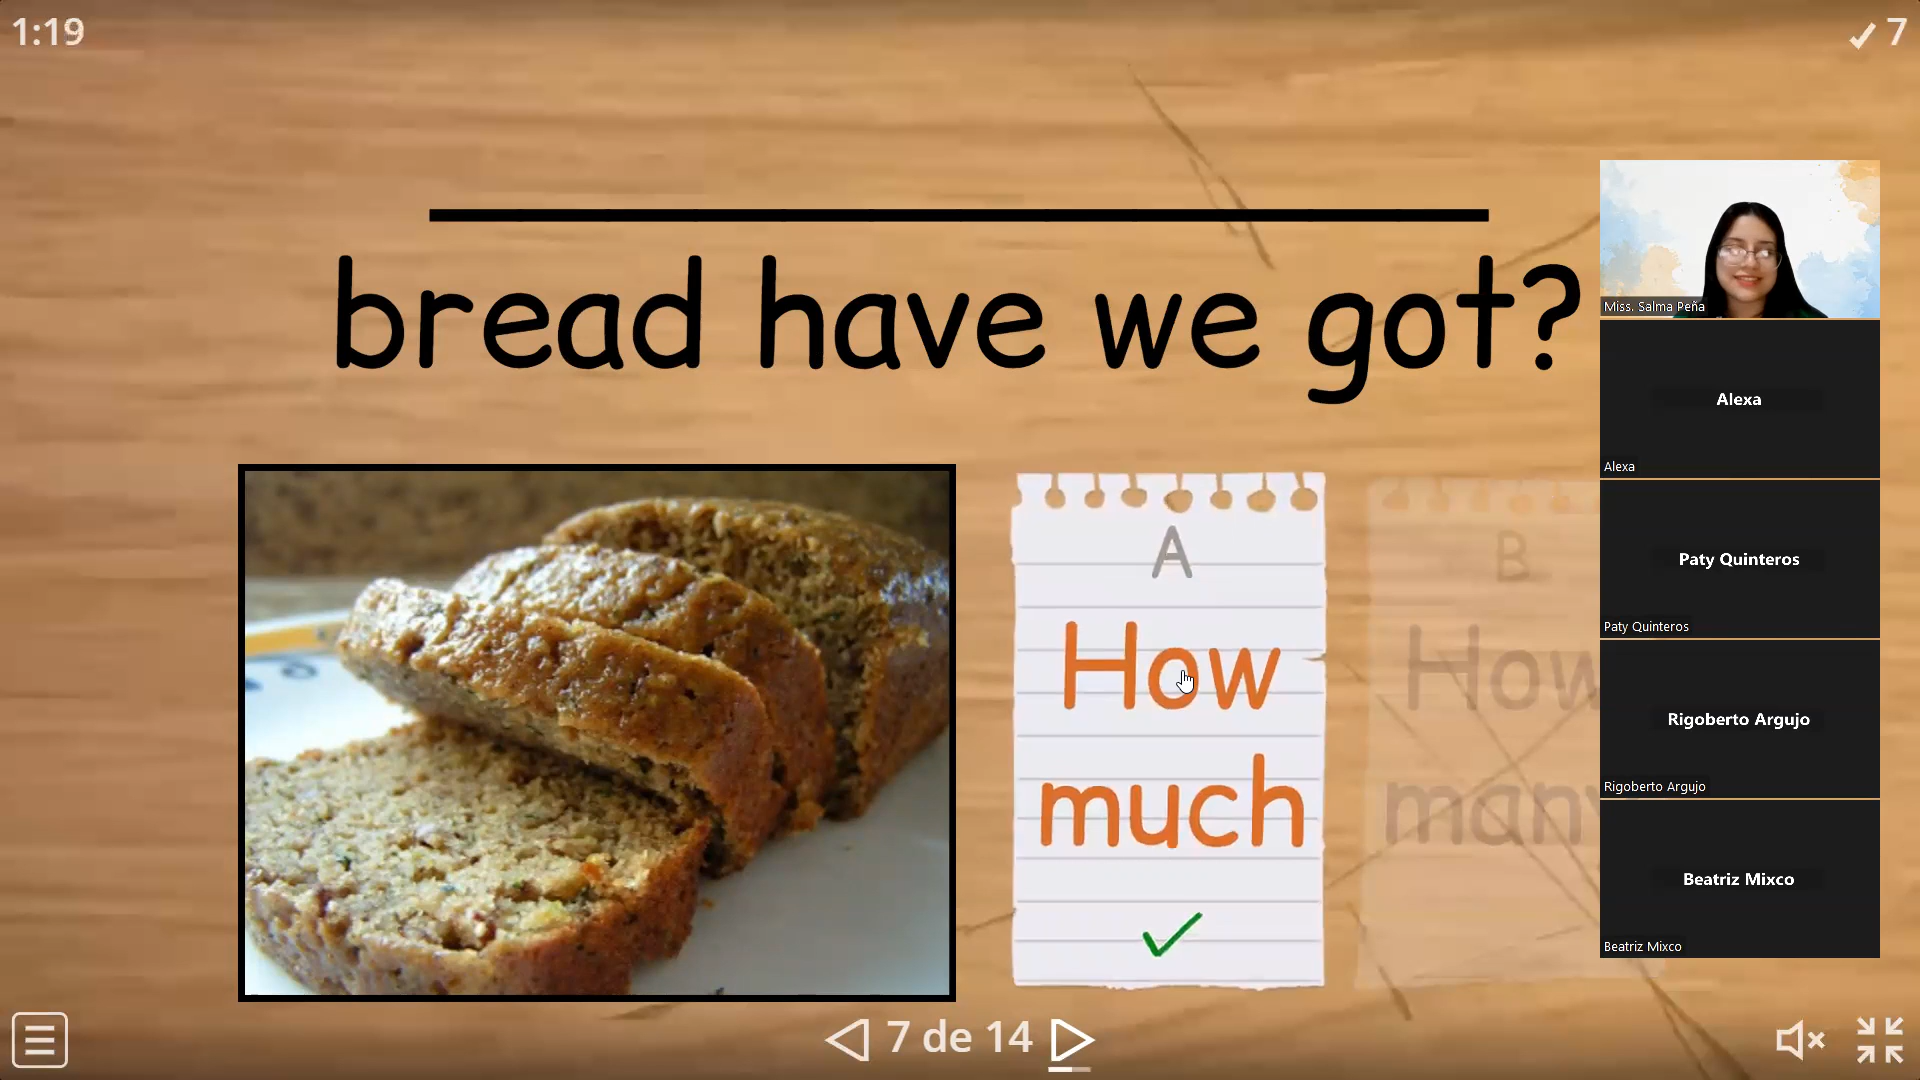 1:19
7
bread have we got?
A
How
much
B
How
many
7 de 14
Miss. Salma Peña
Alexa
Alexa
Paty Quinteros
Paty Quinteros
Rigoberto Argujo
Rigoberto Argujo
Beatriz Mixco
Beatriz Mixco